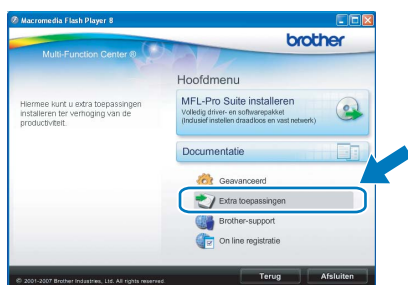 Macromedia Flash Player 8
brother
Multi-Function Center ®
Hoofdmenu
Hiermee kunt u extra toepassingen
installeren ter verhoging van de
productiviteit.
MFL-Pro Suite installeren
Volledig driver- en softwarepakket
(Inclusief instellen draadloos en vast netwerk)
Documentatie
Geavanceerd
Extra toepassingen
Brother-support
On line registratie
© 2001-2007 Brother Industries, Ltd. All rights reserved.
Terug
Afsluiten